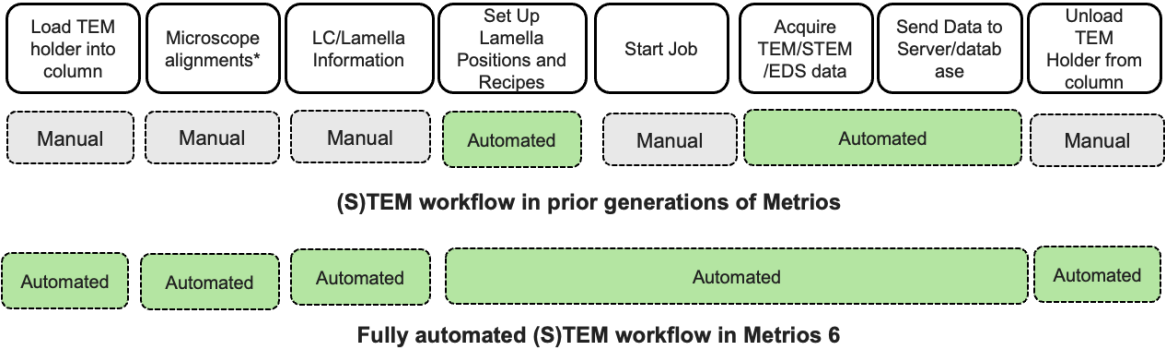 Load TEM
holder into
column
Microscope
alignments*
LC/Lamella
Information
Set Up
Lamella
Positions and
Recipes
Start Job
Acquire
TEM/STEM
/EDS data
Send Data to
Server/datab
ase
Unload
TEM
Holder from
column
Manual
Manual
Manual
Automated
Manual
Automated
Manual
(S)TEM workflow in prior generations of Metrios
Automated
Automated
Automated
Automated
Automated
Fully automated (S)TEM workflow in Metrios 6